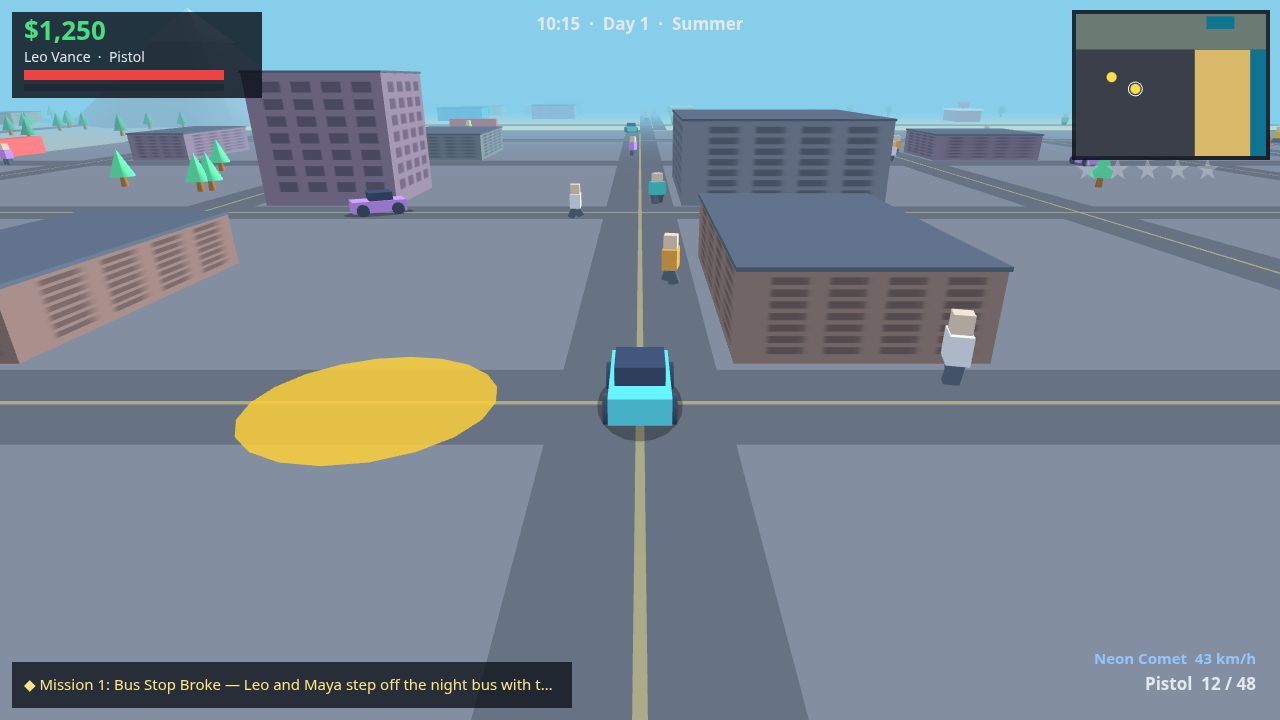 $1,250
10:15 · Day 1 · Summer
Leo Vance · Pistol
Neon Comet 43 km/h
◆ Mission 1: Bus Stop Broke — Leo and Maya step off the night bus with t...
Pistol 12 / 48